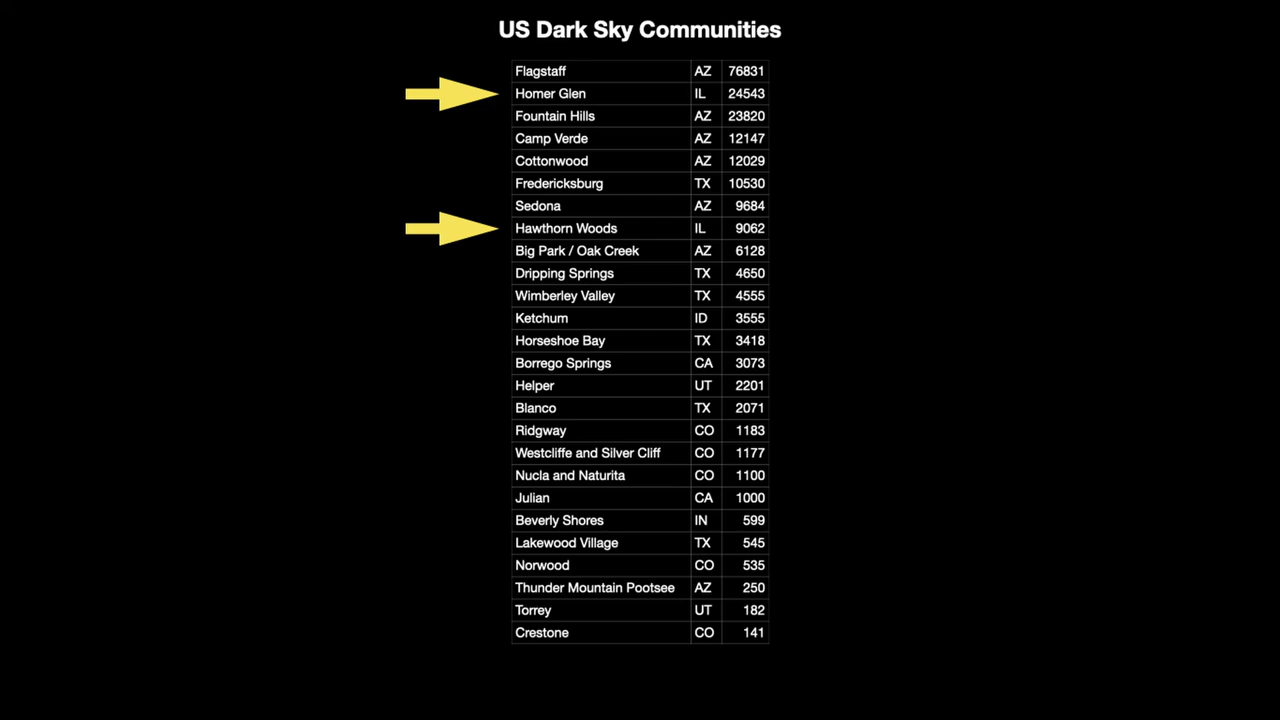 US Dark Sky Communities
Flagstaff AZ 76831
Homer Glen IL 24543
Fountain Hills AZ 23820
Camp Verde AZ 12147
Cottonwood AZ 12029
Fredericksburg TX 10530
Sedona AZ 9684
Hawthorn Woods IL 9062
Big Park / Oak Creek AZ 6128
Dripping Springs TX 4650
Wimberley Valley TX 4555
Ketchum ID 3555
Horseshoe Bay TX 3418
Borrego Springs CA 3073
Helper UT 2201
Blanco TX 2071
Ridgway CO 1183
Westcliffe and Silver Cliff CO 1177
Nucla and Naturita CO 1100
Julian CA 1000
Beverly Shores IN 599
Lakewood Village TX 545
Norwood CO 535
Thunder Mountain Pootsee AZ 250
Torrey UT 182
Crestone CO 141